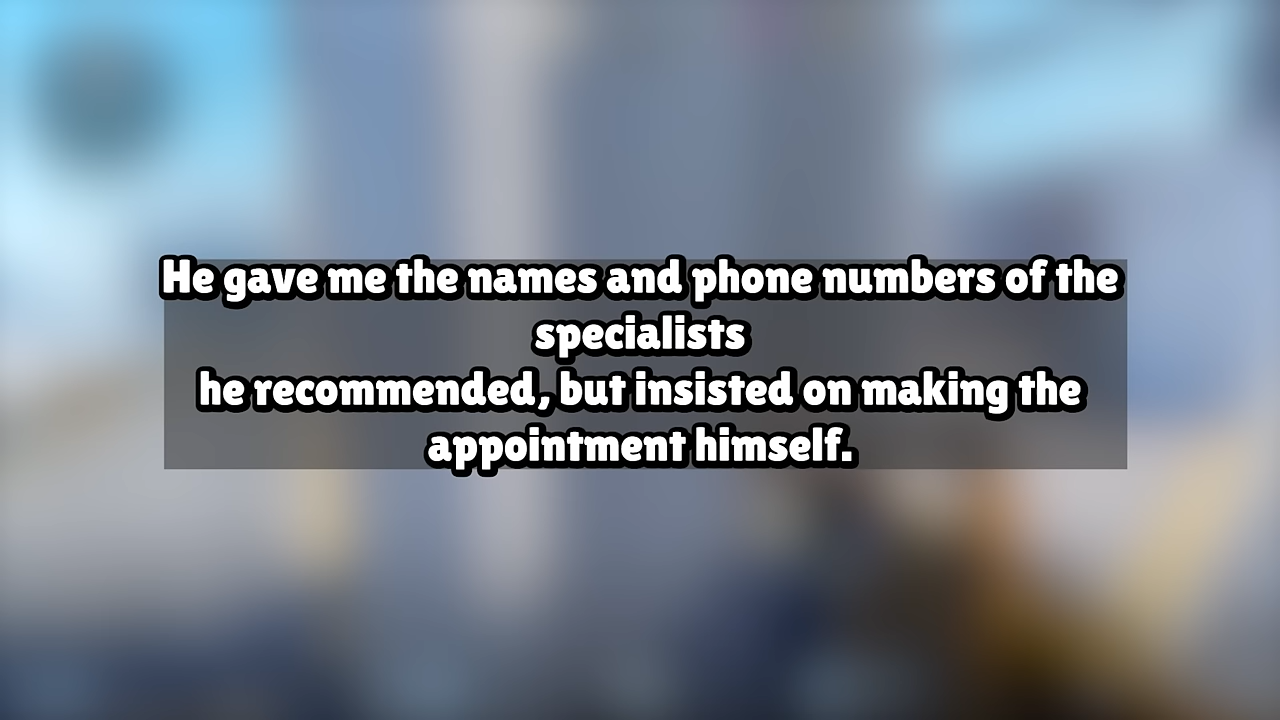 He gave me the names and phone numbers of the
specialists
he recommended, but insisted on making the
appointment himself.